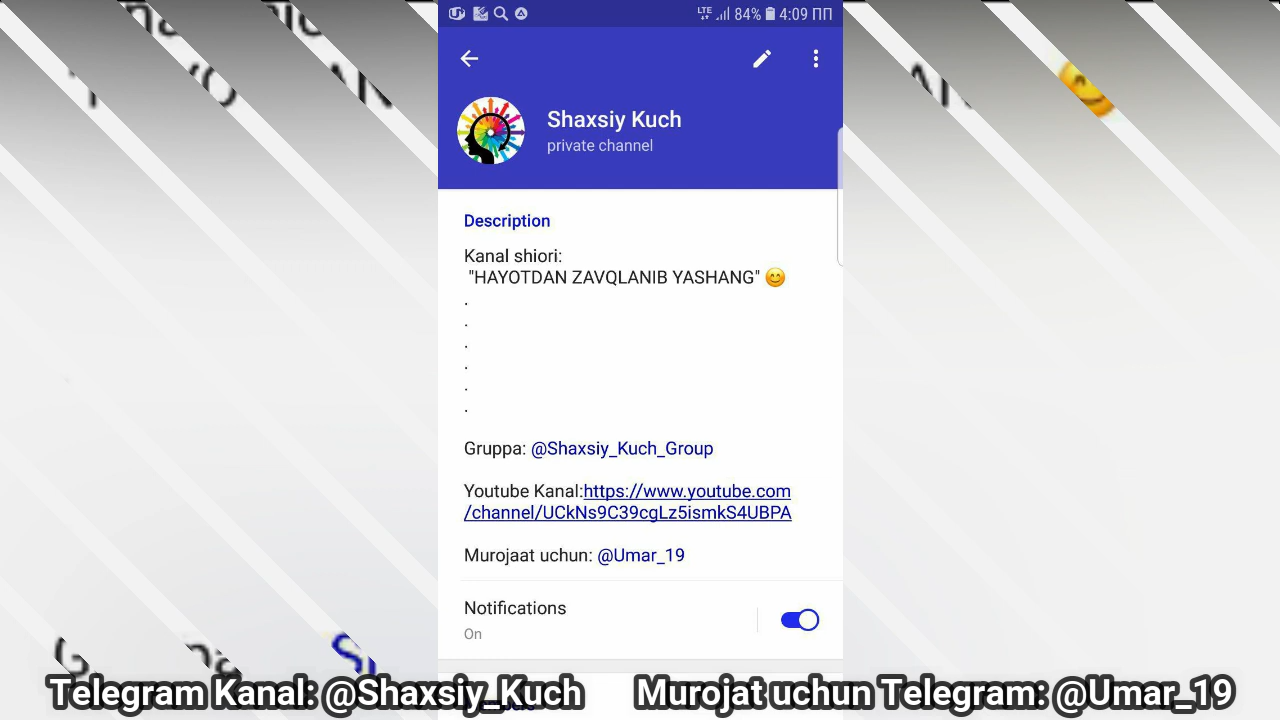 LTE 84% 4:09 ПП
Shaxsiy Kuch
private channel
Description
Kanal shiori:
"HAYOTDAN ZAVQLANIB YASHANG" 😊
.
.
.
.
.
.
Gruppa: @Shaxsiy_Kuch_Group
Youtube Kanal:https://www.youtube.com
/channel/UCkNs9C39cgLz5ismkS4UBPA
Murojaat uchun: @Umar_19
Notifications
On
Telegram Kanal: @Shaxsiy_Kuch Murojat uchun Telegram: @Umar_19